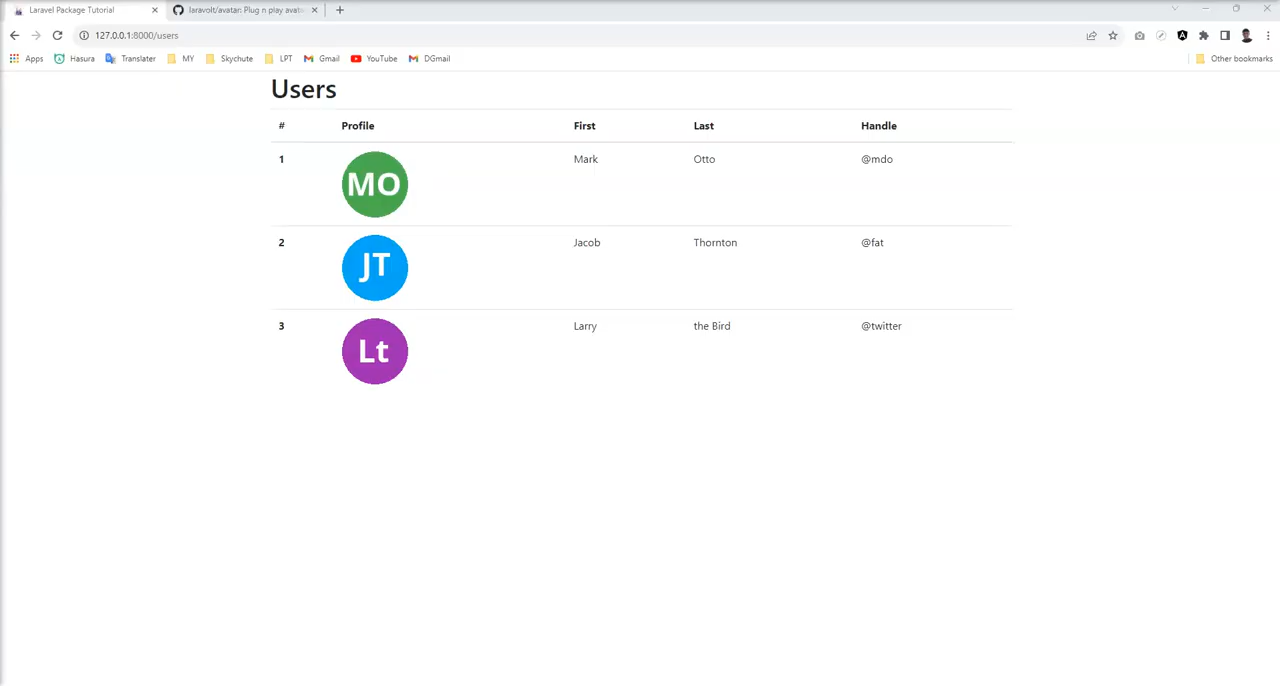 Laravel Package Tutorial
laravolt/avatar: Plug n play avata
127.0.0.1:8000/users
Apps Hasura Translater MY Skychute LPT Gmail YouTube DGmail Other bookmarks
Users
# Profile First Last Handle
1 MO Mark Otto @mdo
2 JT Jacob Thornton @fat
3 Lt Larry the Bird @twitter